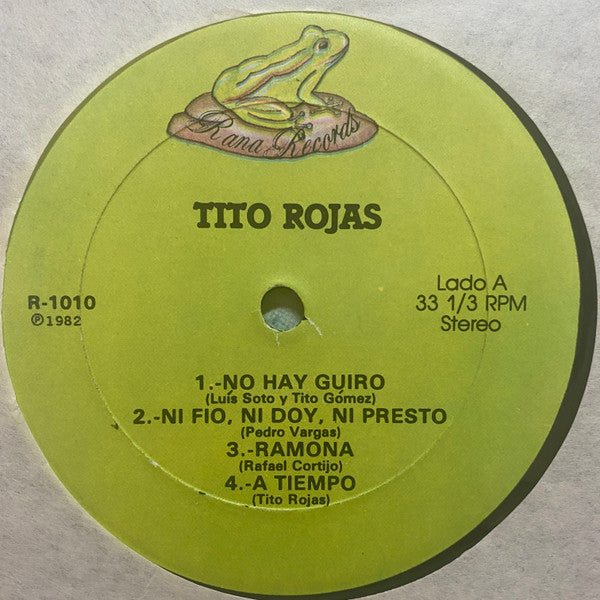 Rana Records
TITO ROJAS
R-1010
℗1982
Lado A
33 1/3 RPM
Stereo
1.-NO HAY GUIRO
(Luís Soto y Tito Gómez)
2.-NI FIO, NI DOY, NI PRESTO
(Pedro Vargas)
3.-RAMONA
(Rafael Cortijo)
4.-A TIEMPO
(Tito Rojas)